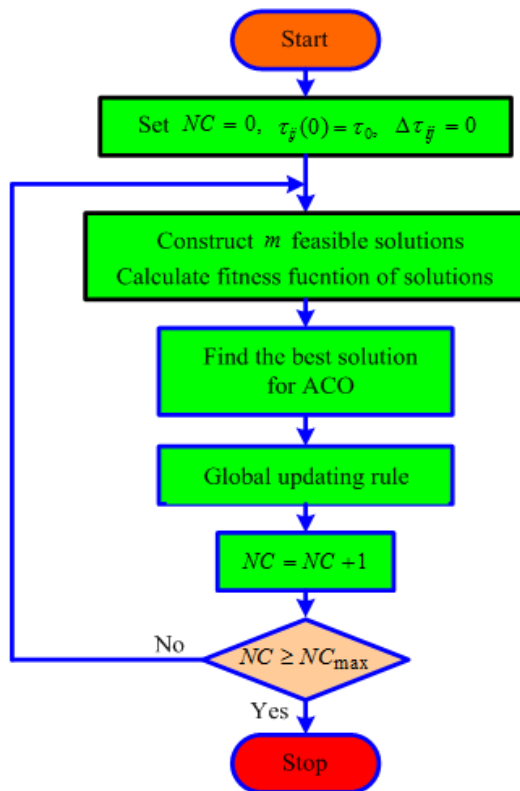 Start
Set NC = 0, τij(0) = τ0, Δτij = 0
Construct m feasible solutions
Calculate fitness fucntion of solutions
Find the best solution
for ACO
Global updating rule
NC = NC +1
No
NC ≥ NCmax
Yes
Stop